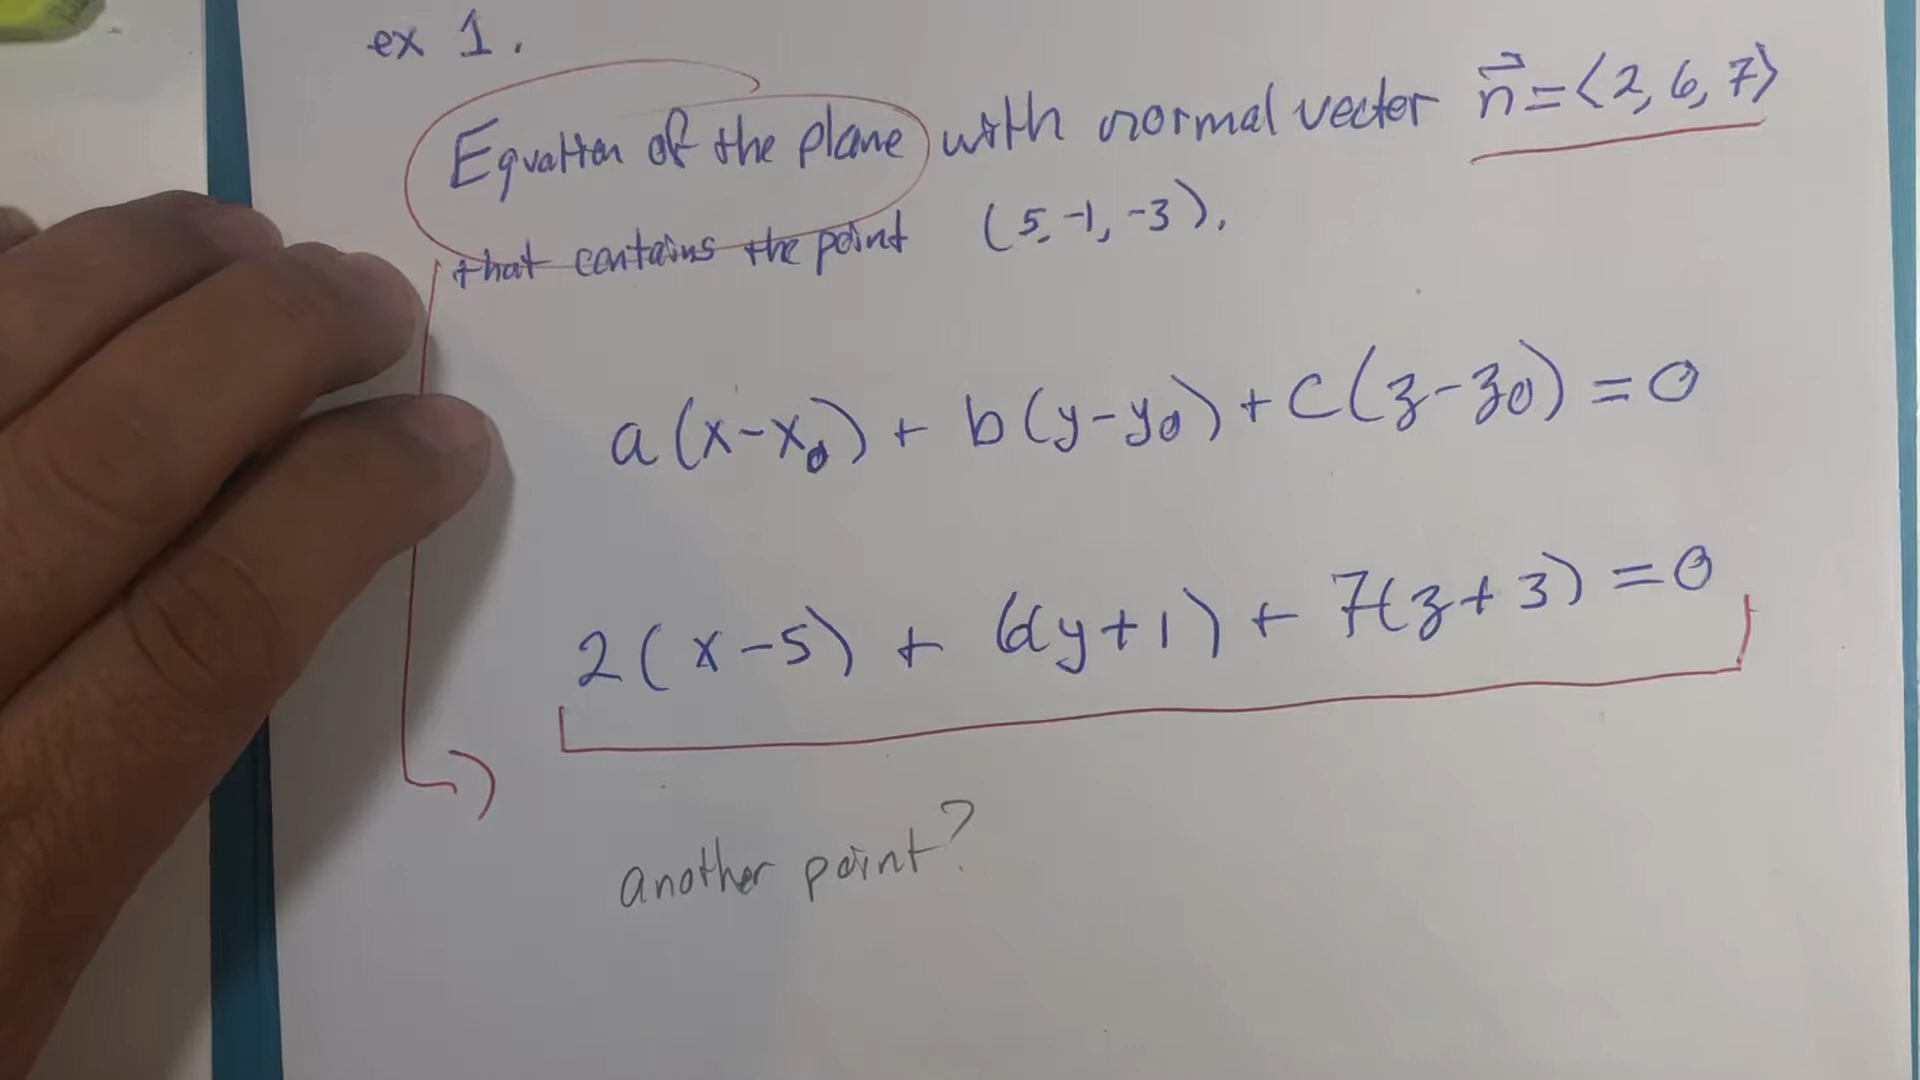 ex 1.
Equation of the plane with normal vector n⃗ = ⟨2, 6, 7⟩
that contains the point (5, -1, -3).
a(x-x₀) + b(y-y₀) + c(z-z₀) = 0
2(x-5) + 6(y+1) + 7(z+3) = 0
another point?